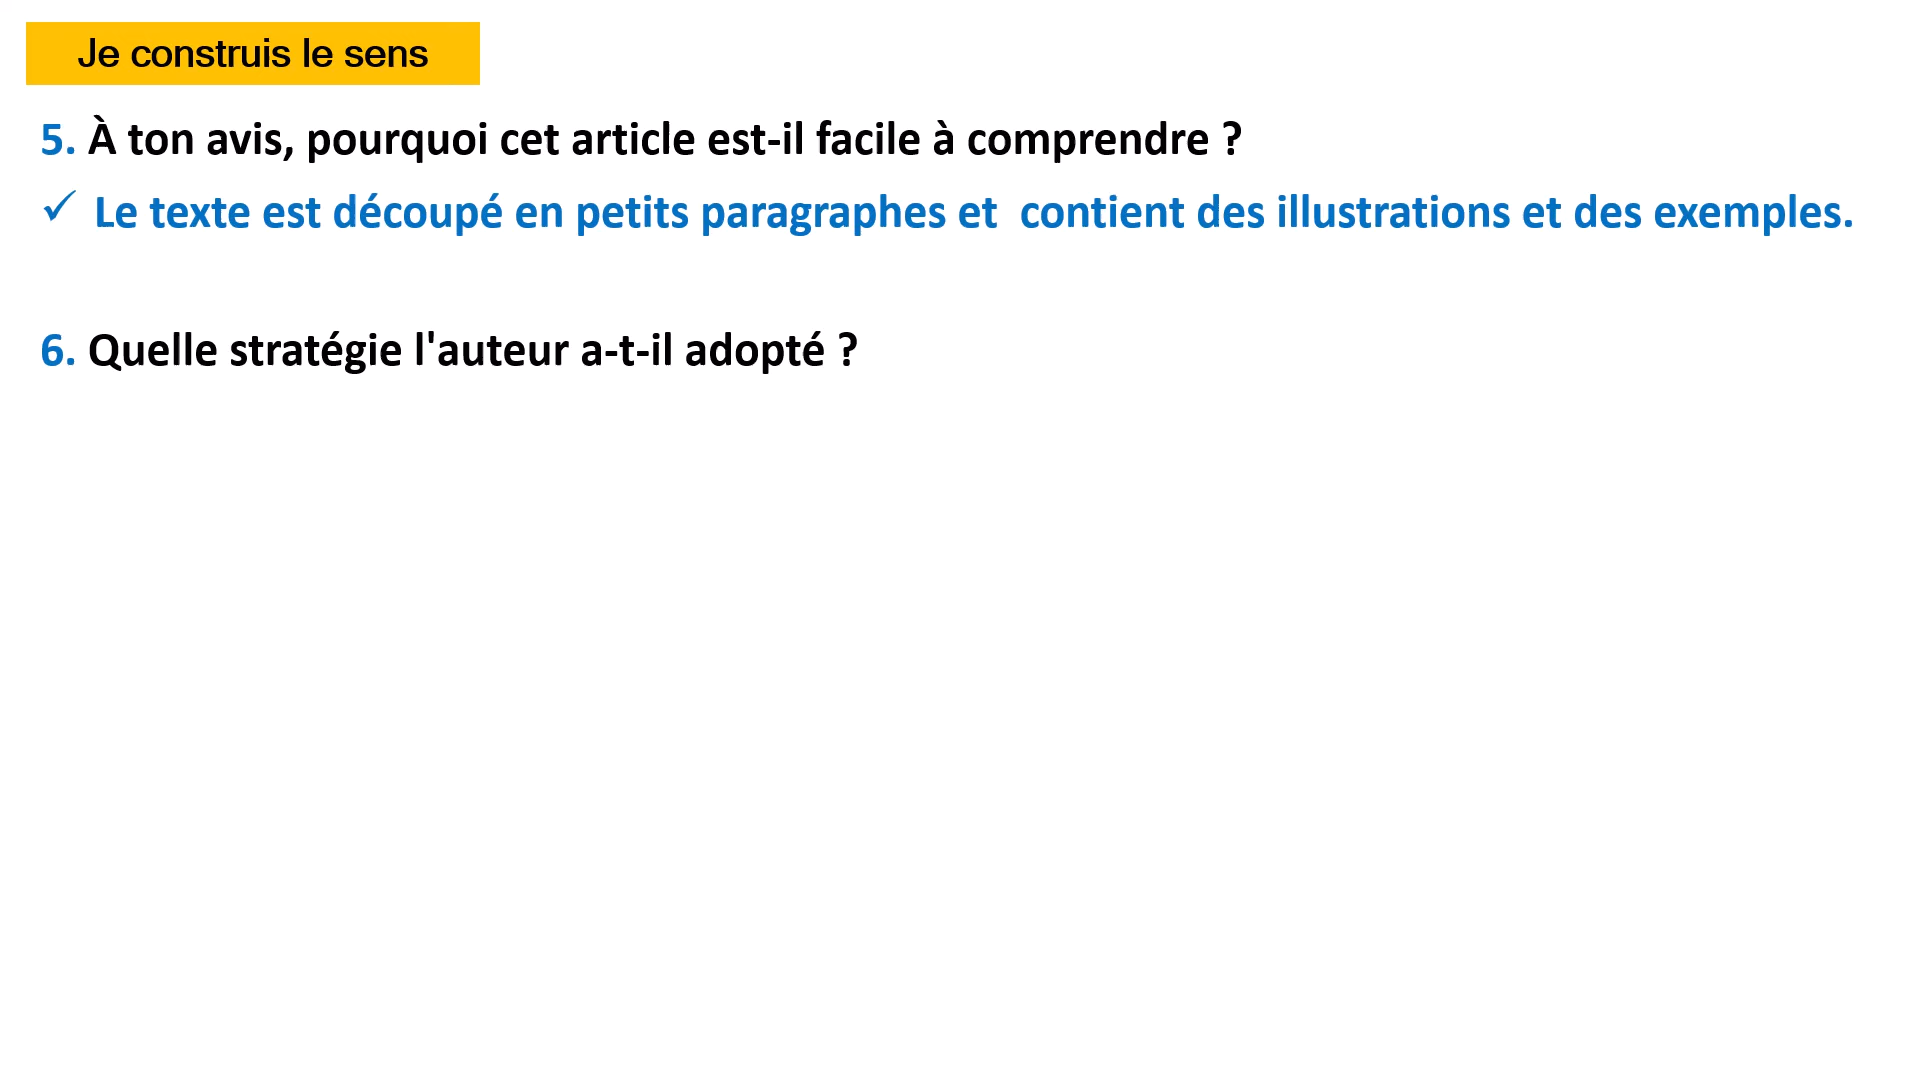 Je construis le sens
5. À ton avis, pourquoi cet article est-il facile à comprendre ?
✓ Le texte est découpé en petits paragraphes et  contient des illustrations et des exemples.
6. Quelle stratégie l'auteur a-t-il adopté ?